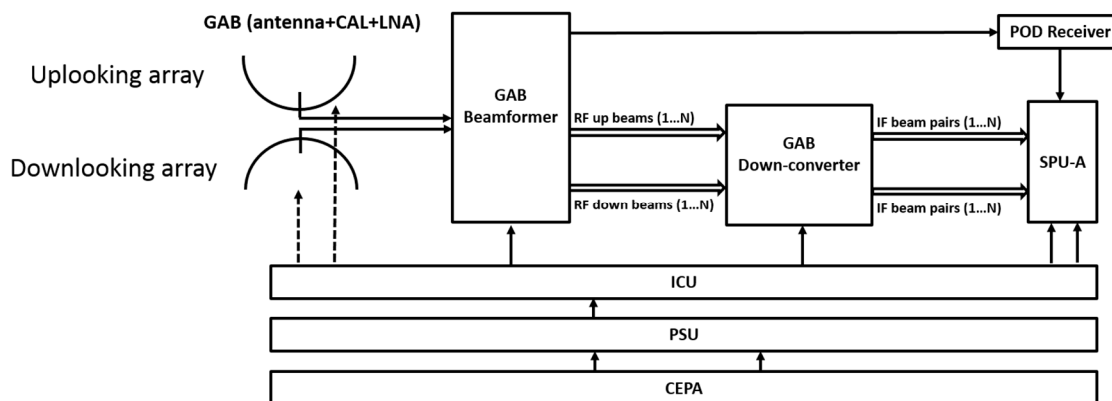 GAB (antenna+CAL+LNA)
POD Receiver
Uplooking array
GAB
Beamformer
RF up beams (1...N)
IF beam pairs (1...N)
GAB
Down-converter
SPU-A
Downlooking array
RF down beams (1...N)
IF beam pairs (1...N)
ICU
PSU
CEPA